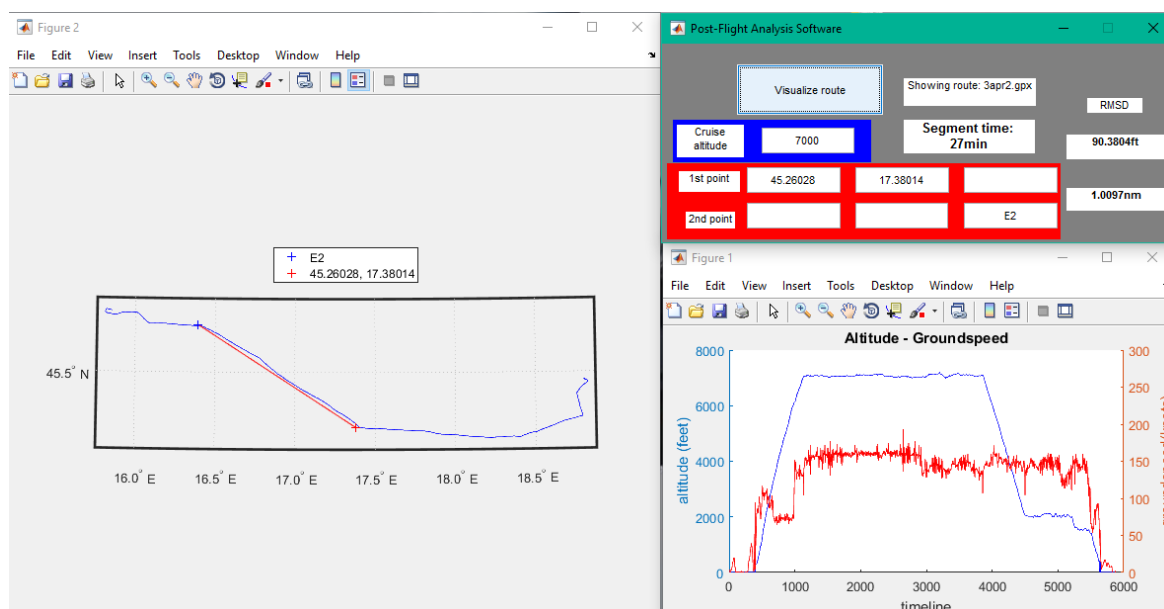 Figure 2
File Edit View Insert Tools Desktop Window Help
E2
45.26028, 17.38014
45.5° N
16.0° E 16.5° E 17.0° E 17.5° E 18.0° E 18.5° E
Post-Flight Analysis Software
Visualize route
Showing route: 3apr2.gpx
RMSD
Cruise
altitude
7000
Segment time:
27min
90.3804ft
1st point
45.26028
17.38014
1.0097nm
2nd point
E2
Figure 1
File Edit View Insert Tools Desktop Window Help
Altitude - Groundspeed
altitude (feet)
8000
6000
4000
2000
0
300
250
200
150
100
50
0
0 1000 2000 3000 4000 5000 6000
timeline